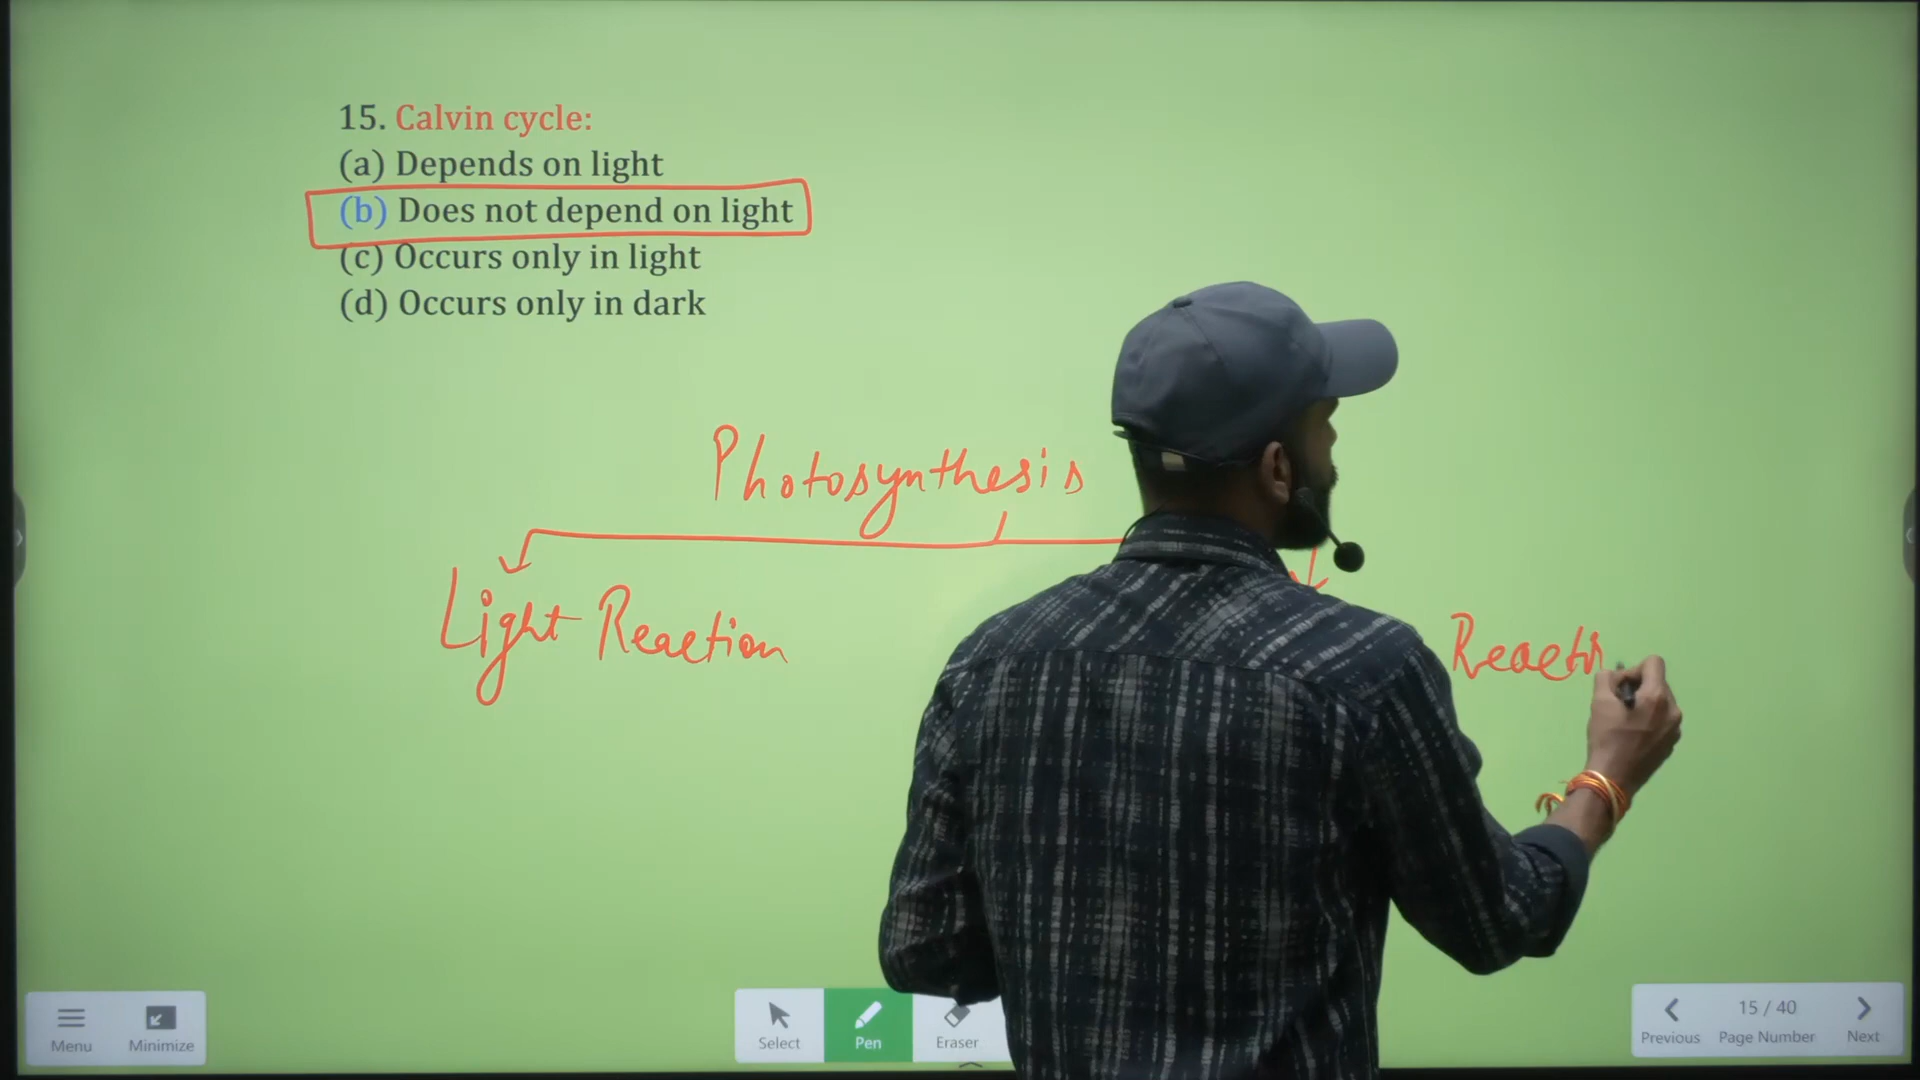 15. Calvin cycle:
(a) Depends on light
(b) Does not depend on light
(c) Occurs only in light
(d) Occurs only in dark
Photosynthesis
Light Reaction
Reacti
Menu
Minimize
Select
Pen
Eraser
15 / 40
Previous
Page Number
Next